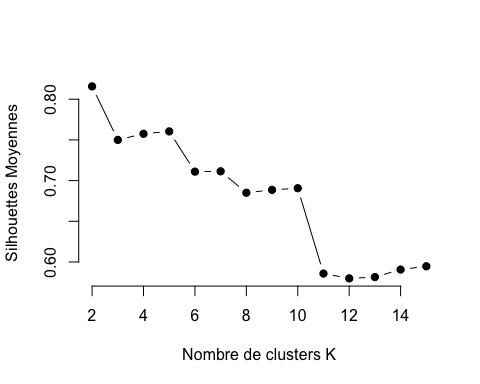 Silhouettes Moyennes
0.80
0.70
0.60
2 4 6 8 10 12 14
Nombre de clusters K